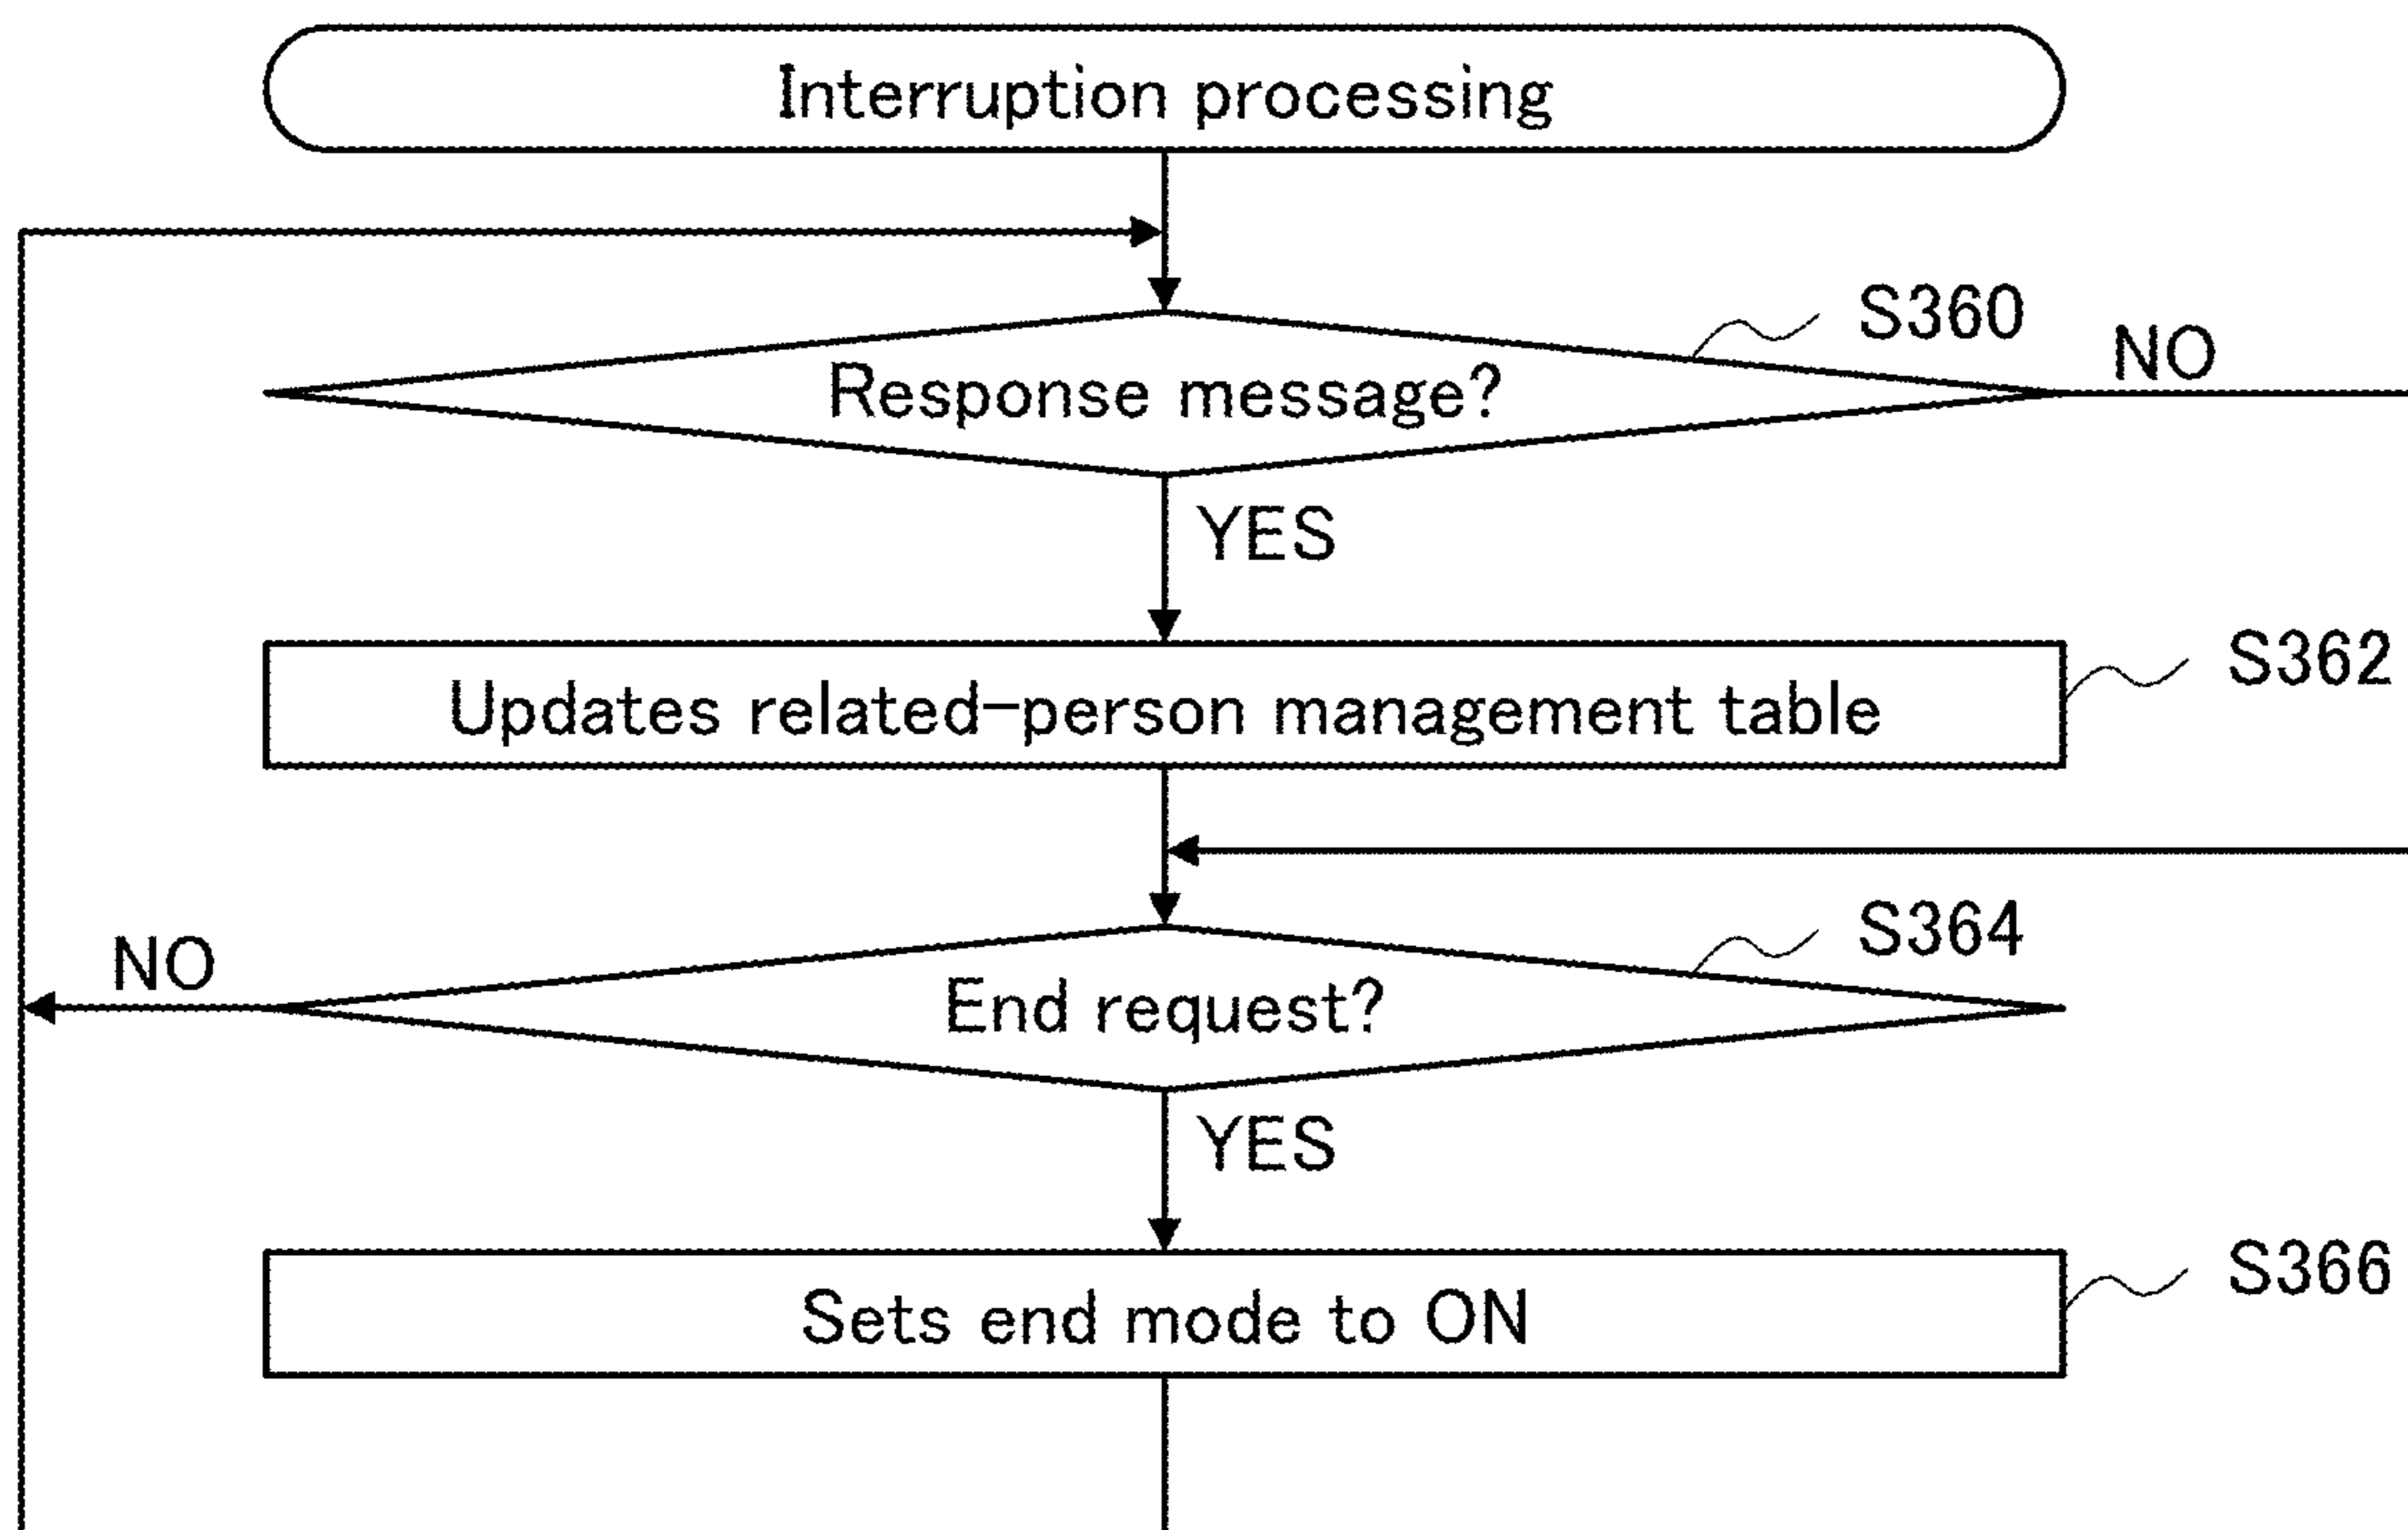 Interruption processing
S360
NO
Response message?
YES
S362
Updates related-person management table
S364
NO
End request?
YES
S366
Sets end mode to ON